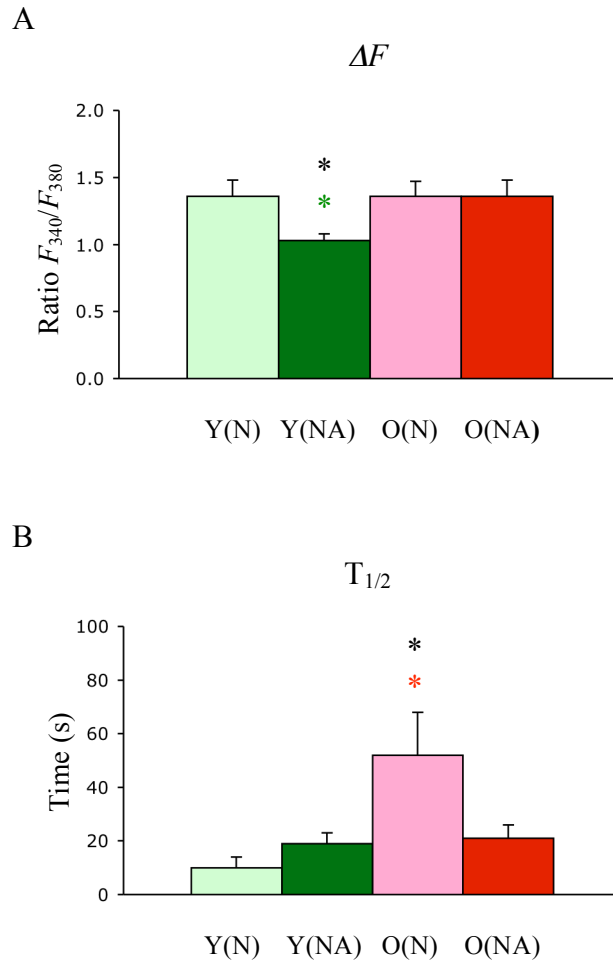 A
ΔF
2.0
1.5
1.0
0.5
0.0
Ratio F340/F380
*
*
Y(N) Y(NA) O(N) O(NA)
B
T1/2
100
80
60
40
20
0
Time (s)
*
*
Y(N) Y(NA) O(N) O(NA)